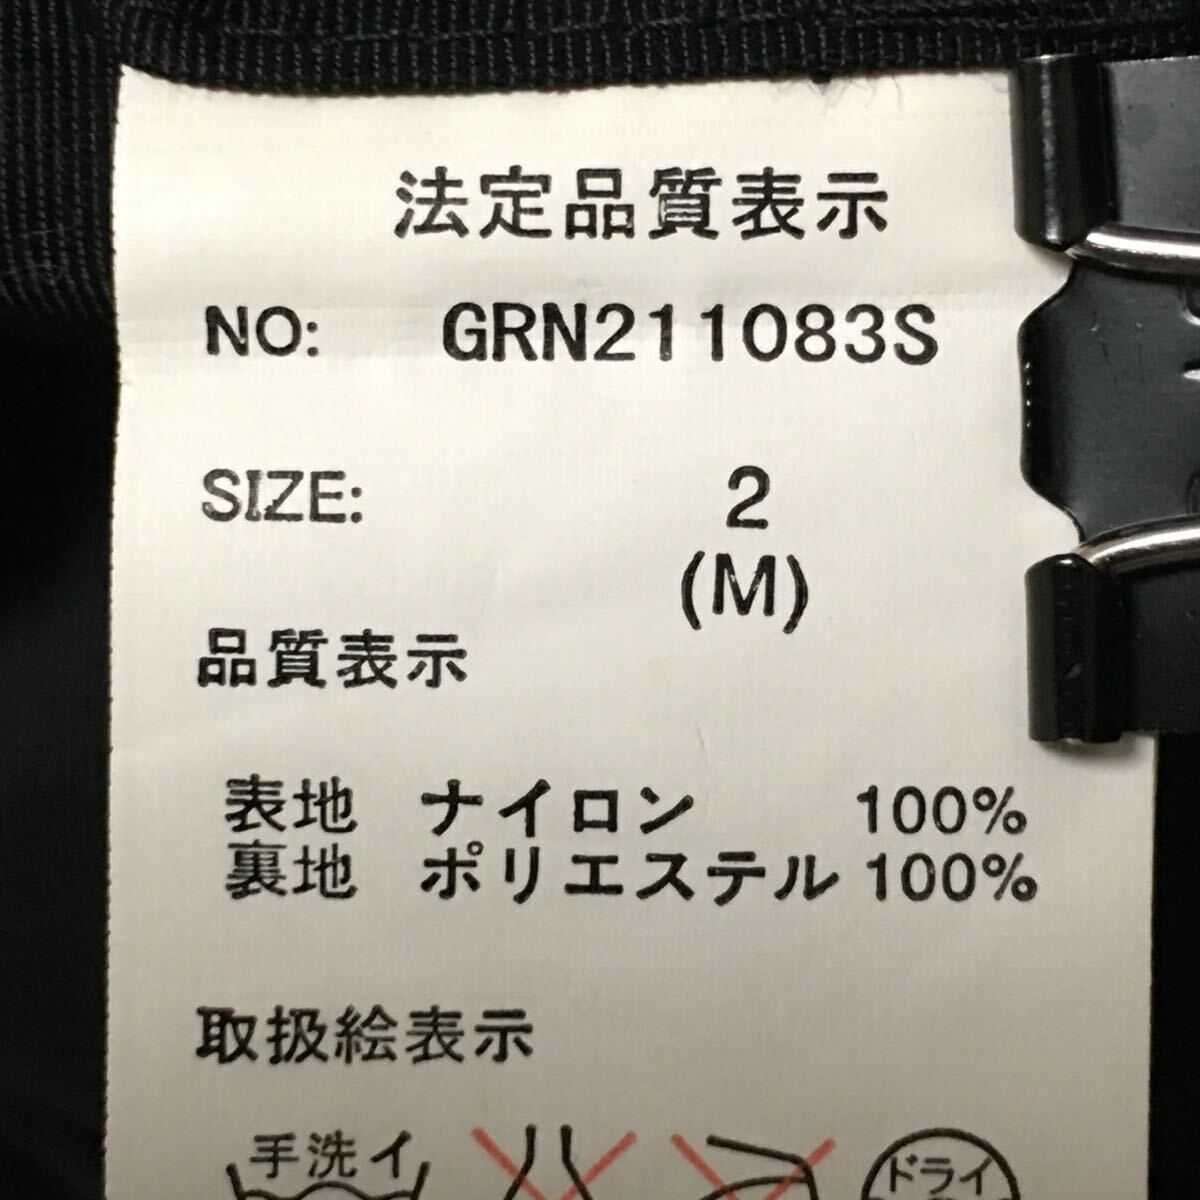 法定品質表示
NO: GRN211083S
SIZE: 2
(M)
品質表示
表地 ナイロン 100%
裏地 ポリエステル 100%
取扱絵表示
手洗イ
ドライ